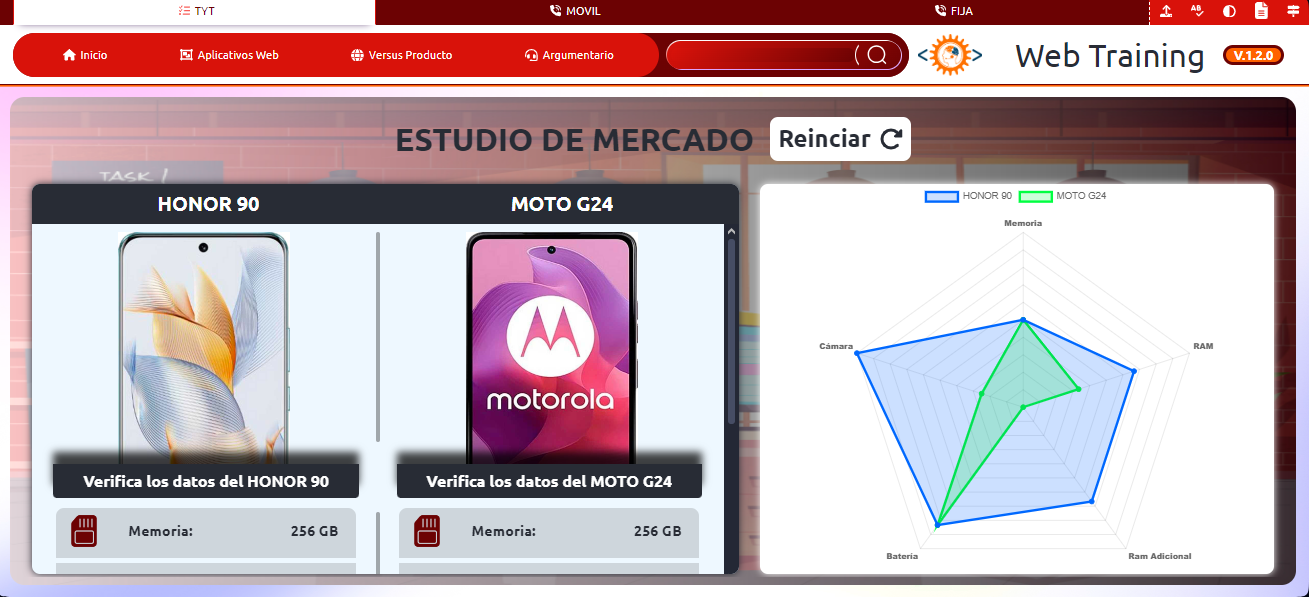 TYT
MOVIL
FIJA
AB
Inicio
Aplicativos Web
Versus Producto
Argumentario
Web Training
V.1.2.0
ESTUDIO DE MERCADO
Reinciar
TASK 1
HONOR 90
MOTO G24
motorola
Verifica los datos del HONOR 90
Verifica los datos del MOTO G24
Memoria:
256 GB
Memoria:
256 GB
HONOR 90
MOTO G24
Memoria
Cámara
RAM
Batería
Ram Adicional